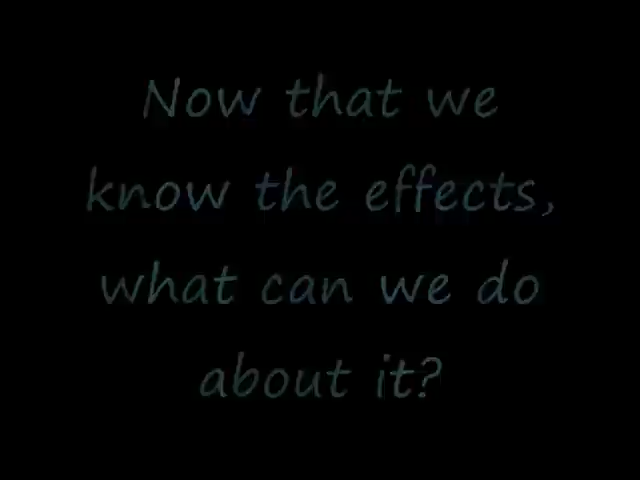 Now that we
know the effects,
what can we do
about it?